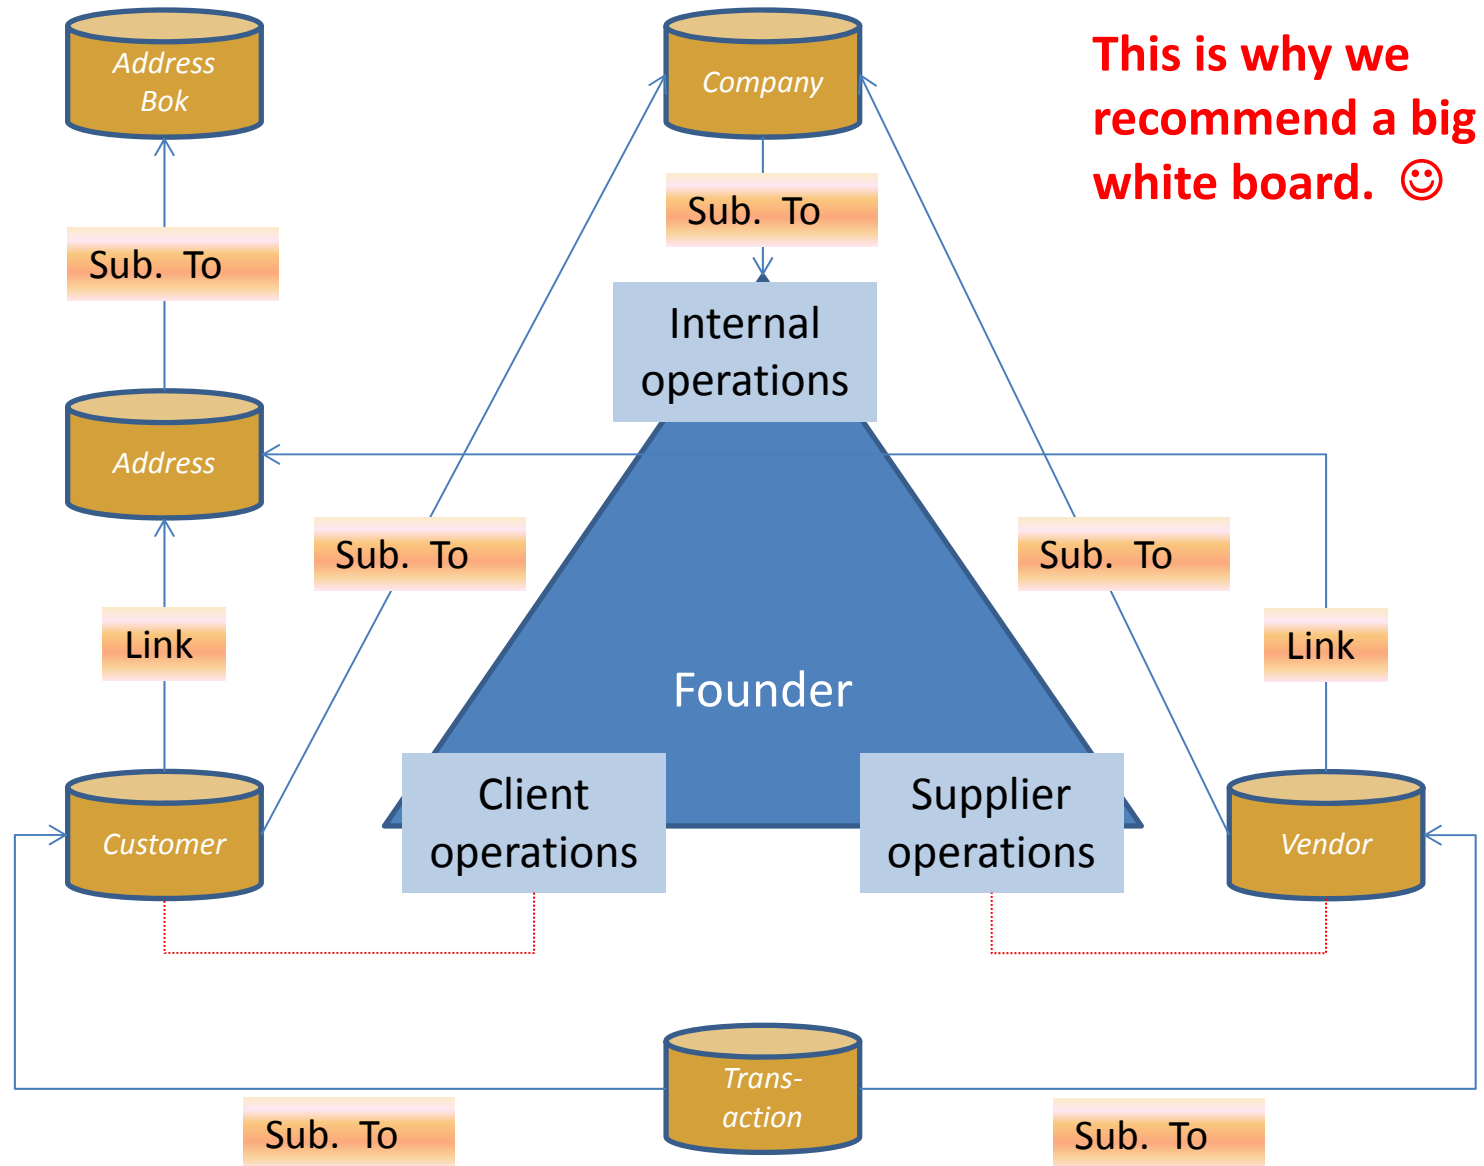 Address
Bok
Company
This is why we
recommend a big
white board. ☺
Sub. To
Sub. To
Internal
operations
Address
Sub. To
Sub. To
Link
Link
Founder
Client
operations
Supplier
operations
Customer
Vendor
Trans-
action
Sub. To
Sub. To